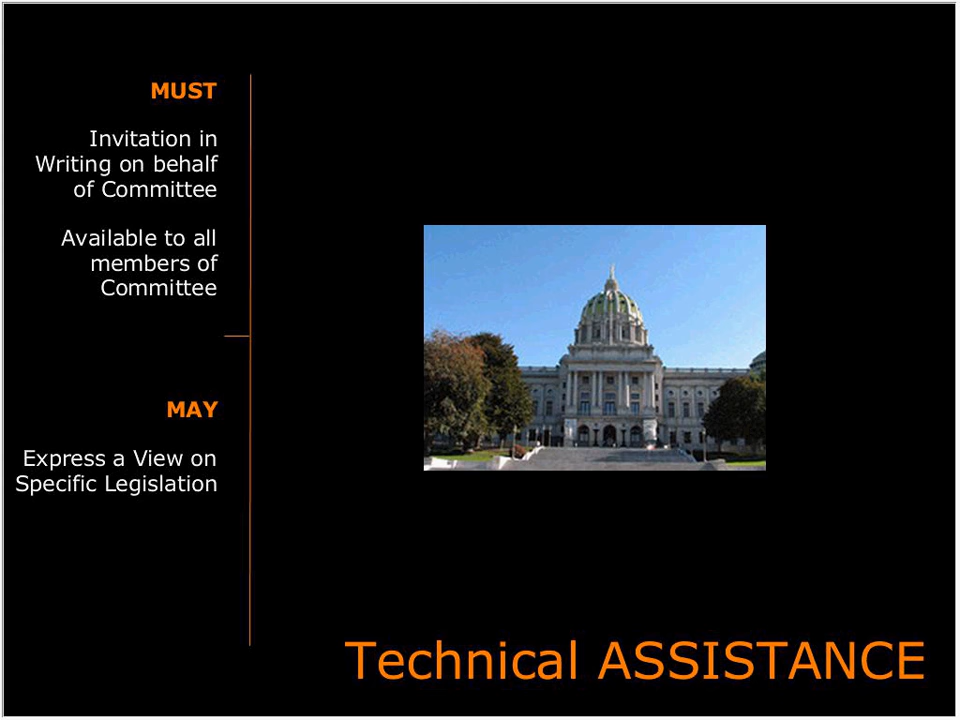 MUST
Invitation in
Writing on behalf
of Committee
Available to all
members of
Committee
MAY
Express a View on
Specific Legislation
Technical ASSISTANCE